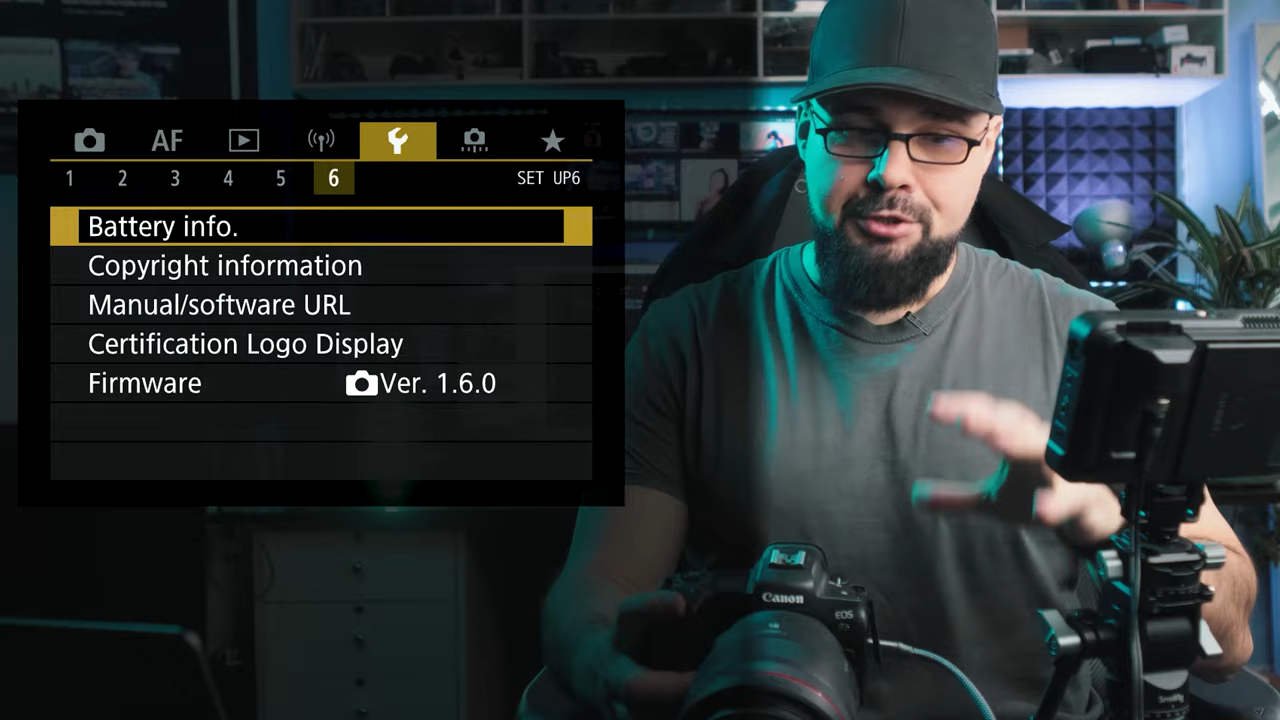 AF
1 2 3 4 5 6 SET UP6
Battery info.
Copyright information
Manual/software URL
Certification Logo Display
Firmware Ver. 1.6.0
Canon
EOS